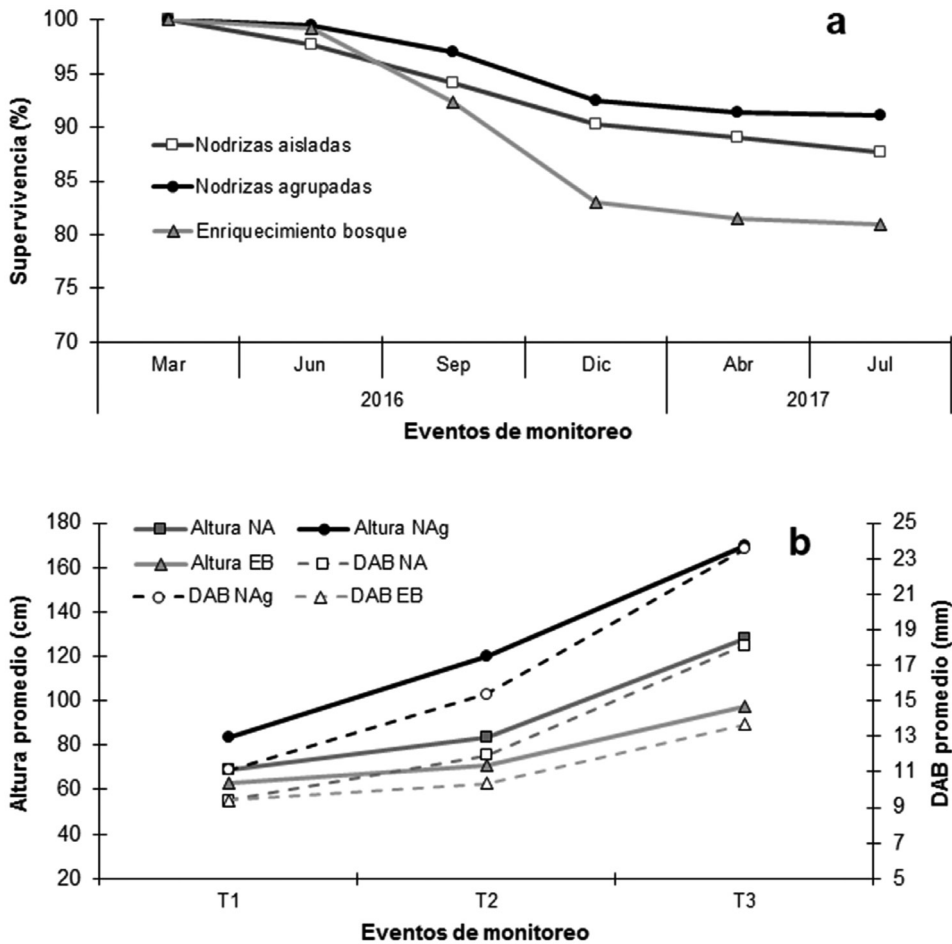 a
100
95
90
85
80
75
70
Supervivencia (%)
Nodrizas aisladas
Nodrizas agrupadas
Enriquecimiento bosque
Mar Jun Sep Dic Abr Jul
2016 2017
Eventos de monitoreo
b
180
160
140
120
100
80
60
40
20
Altura promedio (cm)
Altura NA Altura NAg
Altura EB DAB NA
DAB NAg DAB EB
25
23
21
19
17
15
13
11
9
7
5
DAB promedio (mm)
T1 T2 T3
Eventos de monitoreo